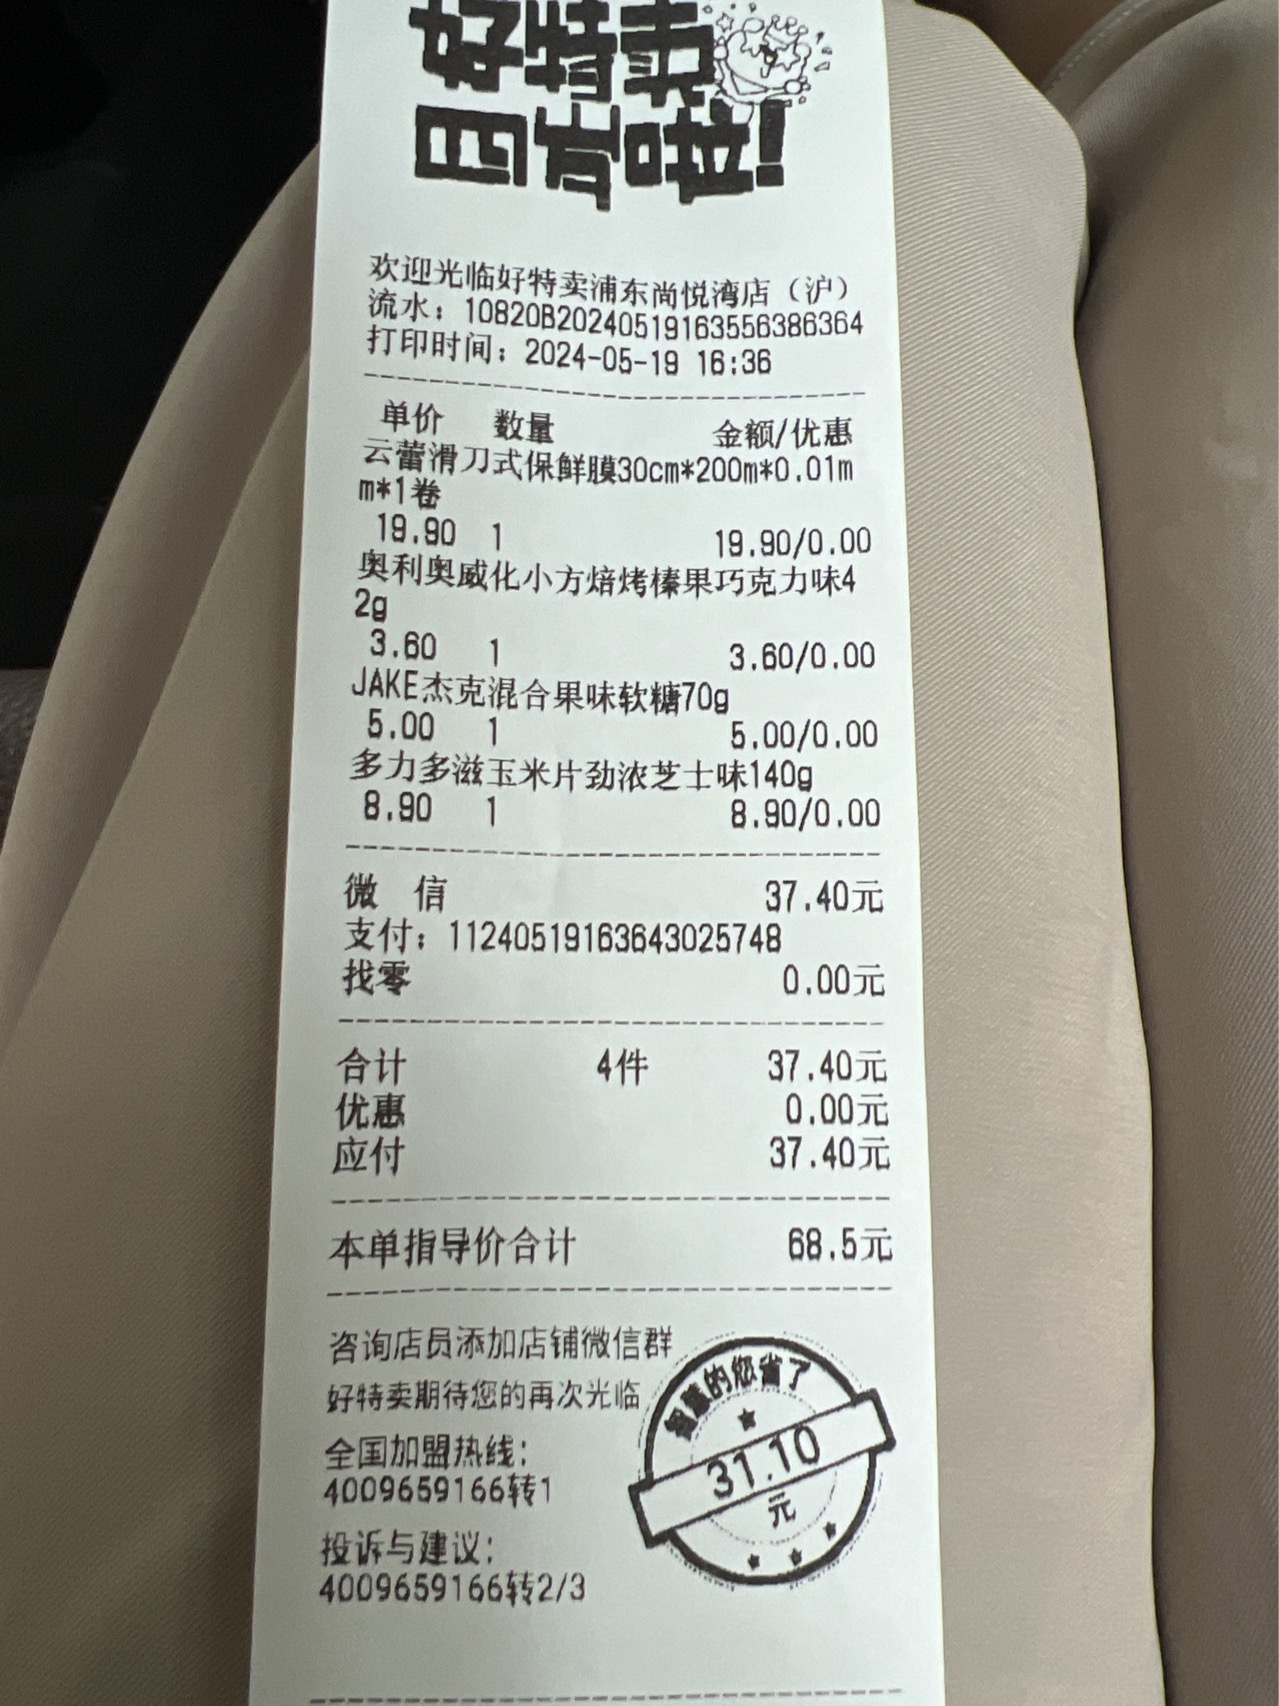 好特卖
目标哇!
欢迎光临好特卖浦东尚悦湾店（沪）
流水：10820B20240519163556386364
打印时间：2024-05-19 16:36
单价 数量 金额/优惠
云蕾滑刀式保鲜膜30cm*200m*0.01m
m*1卷
19.90 1 19.90/0.00
奥利奥威化小方焙烤榛果巧克力味4
2g
3.60 1 3.60/0.00
JAKE杰克混合果味软糖70g
5.00 1 5.00/0.00
多力多滋玉米片劲浓芝士味140g
8.90 1 8.90/0.00
微 信 37.40元
支付：11240519163643025748
找零 0.00元
合计 4件 37.40元
优惠 0.00元
应付 37.40元
本单指导价合计 68.5元
咨询店员添加店铺微信群
好特卖期待您的再次光临
全国加盟热线：
4009659166转1
投诉与建议：
4009659166转2/3
智慧的您省了
31.10
元